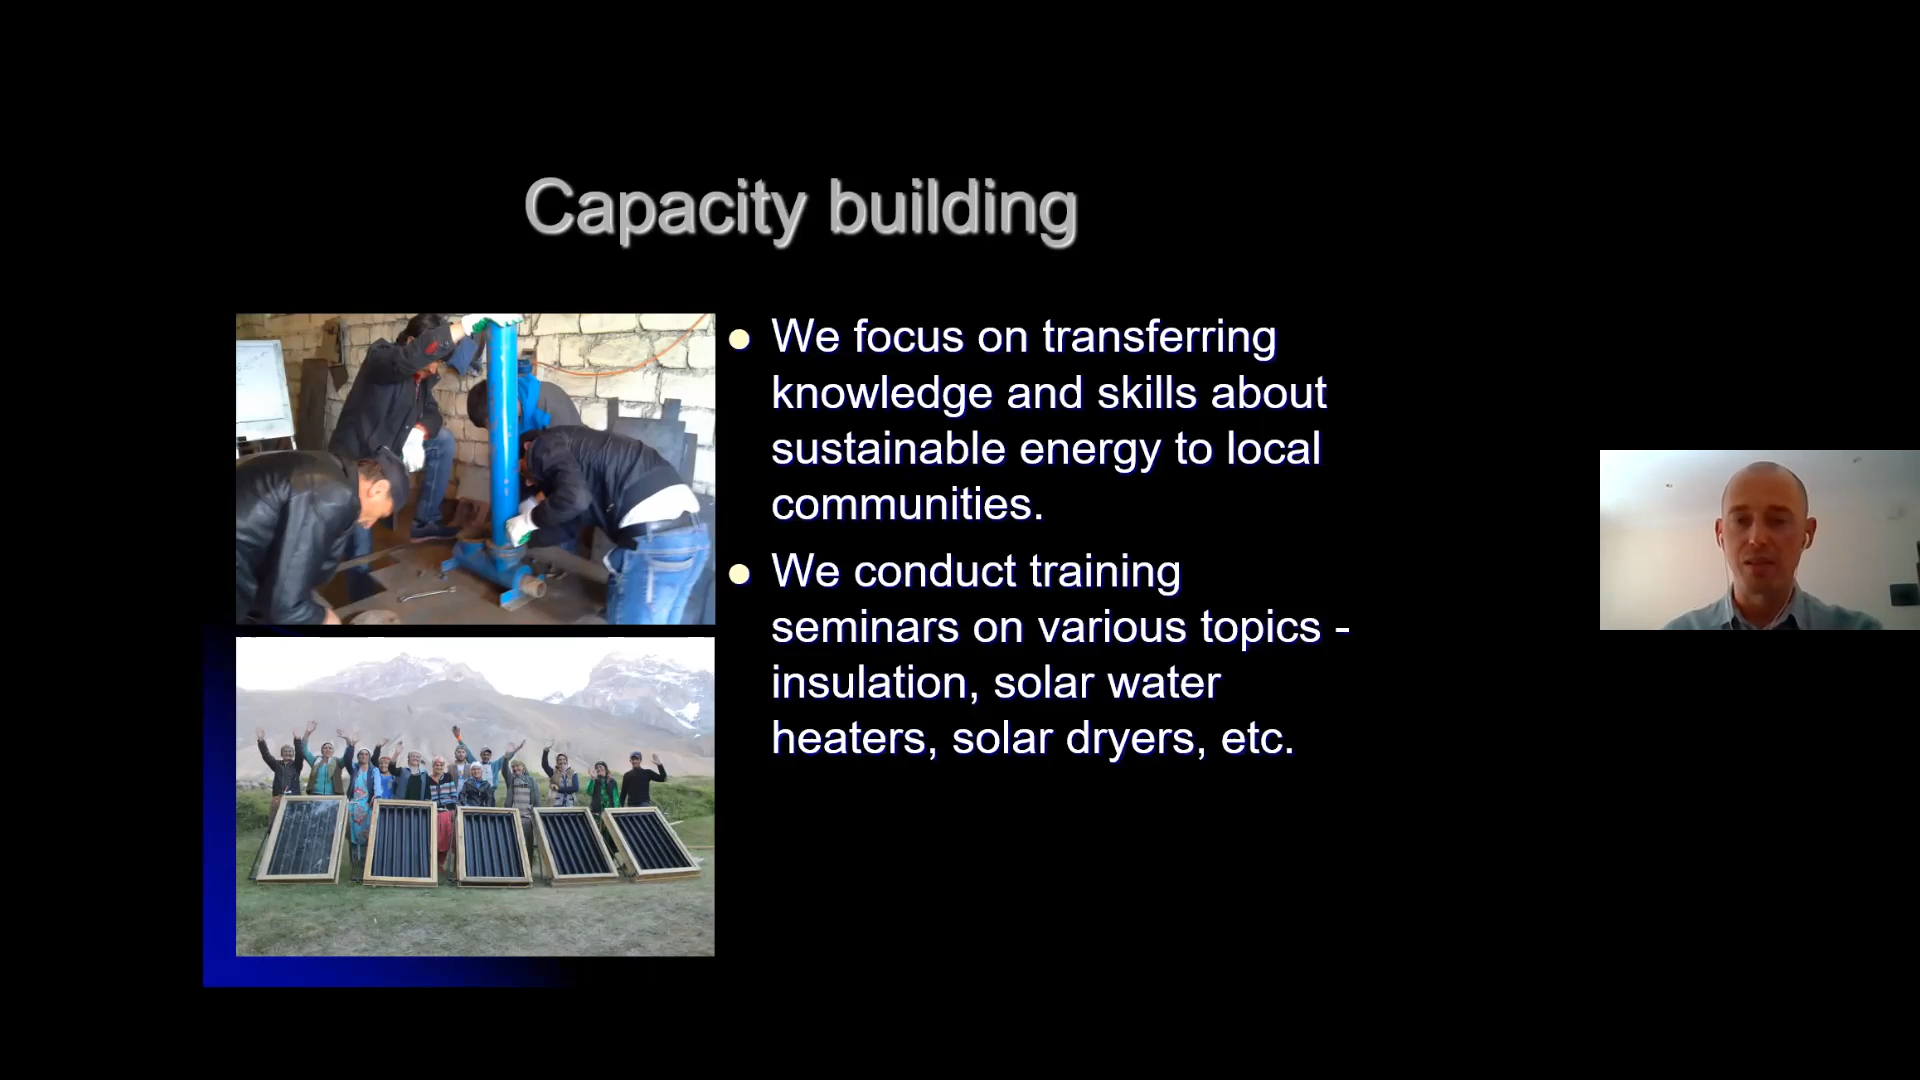 Capacity building
We focus on transferring
knowledge and skills about
sustainable energy to local
communities.
We conduct training
seminars on various topics -
insulation, solar water
heaters, solar dryers, etc.